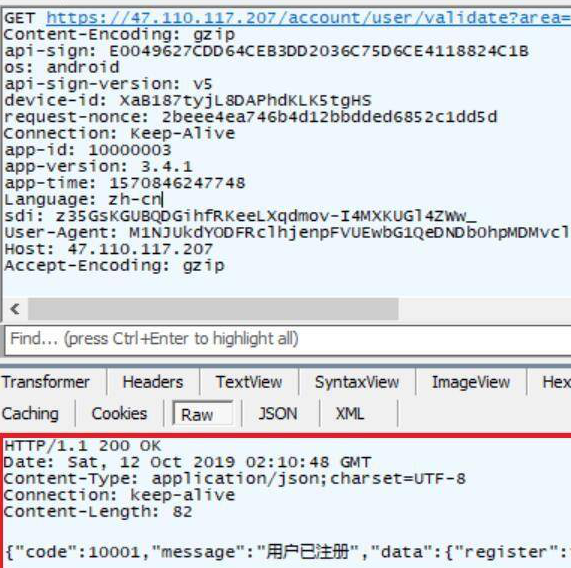 GET https://47.110.117.207/account/user/validate?area=
Content-Encoding: gzip
api-sign: E0049627CDD64CEB3DD2036C75D6CE4118824C1B
os: android
api-sign-version: v5
device-id: XaB187tyjL8DAPhdKLK5tgHS
request-nonce: 2beee4ea746b4d12bbdded6852c1dd5d
Connection: Keep-Alive
app-id: 10000003
app-version: 3.4.1
app-time: 1570846247748
Language: zh-cn
sdi: z35GsKGUBQDGihfRKeeLXqdmov-I4MXKUGl4ZWw_
User-Agent: M1NJUkdYODFRclhjenpFVUEwbG1QeDNDb0hpMDMvcl
Host: 47.110.117.207
Accept-Encoding: gzip
<
Find... (press Ctrl+Enter to highlight all)
Transformer Headers TextView SyntaxView ImageView Hex
Caching Cookies Raw JSON XML
HTTP/1.1 200 OK
Date: Sat, 12 Oct 2019 02:10:48 GMT
Content-Type: application/json;charset=UTF-8
Connection: keep-alive
Content-Length: 82
{"code":10001,"message":"用户已注册","data":{"register":